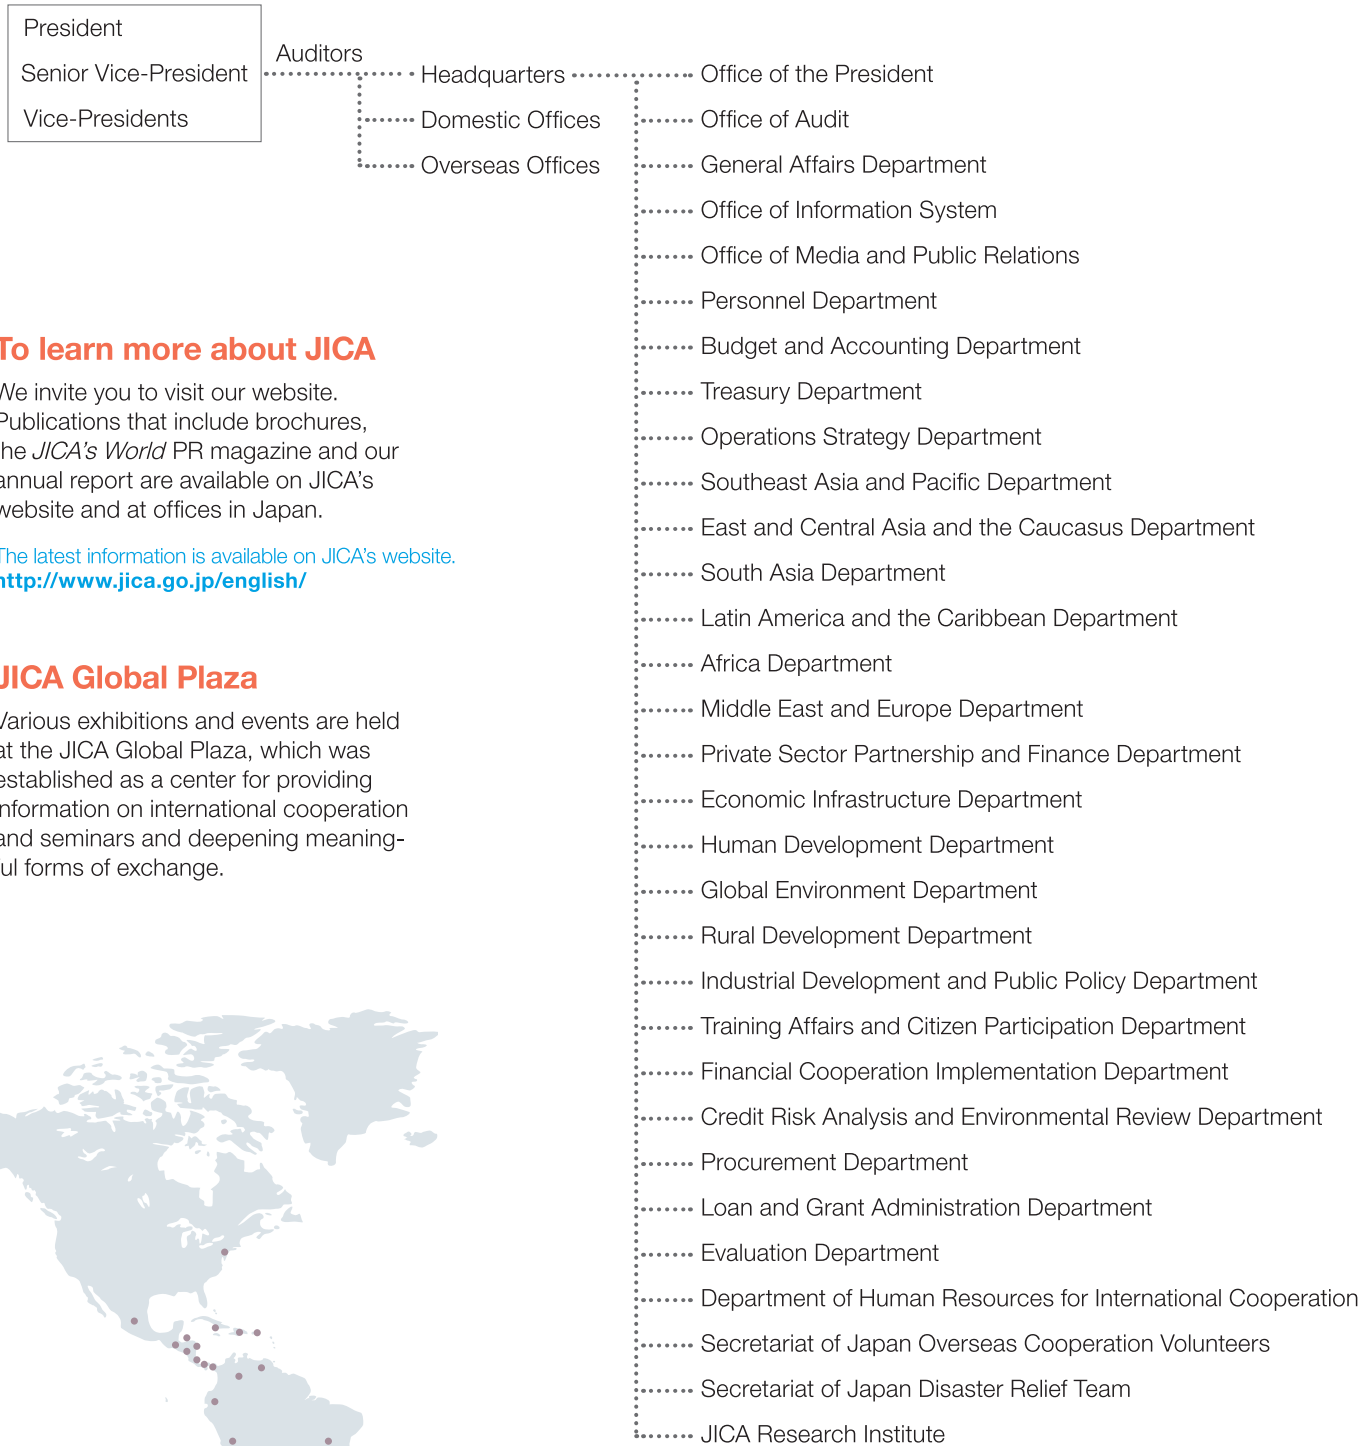 President
Senior Vice-President
Vice-Presidents
Auditors
Headquarters
Domestic Offices
Overseas Offices
Office of the President
Office of Audit
General Affairs Department
Office of Information System
Office of Media and Public Relations
Personnel Department
Budget and Accounting Department
Treasury Department
Operations Strategy Department
Southeast Asia and Pacific Department
East and Central Asia and the Caucasus Department
South Asia Department
Latin America and the Caribbean Department
Africa Department
Middle East and Europe Department
Private Sector Partnership and Finance Department
Economic Infrastructure Department
Human Development Department
Global Environment Department
Rural Development Department
Industrial Development and Public Policy Department
Training Affairs and Citizen Participation Department
Financial Cooperation Implementation Department
Credit Risk Analysis and Environmental Review Department
Procurement Department
Loan and Grant Administration Department
Evaluation Department
Department of Human Resources for International Cooperation
Secretariat of Japan Overseas Cooperation Volunteers
Secretariat of Japan Disaster Relief Team
JICA Research Institute
To learn more about JICA
We invite you to visit our website.
Publications that include brochures,
the JICA's World PR magazine and our
annual report are available on JICA's
website and at offices in Japan.
The latest information is available on JICA's website.
http://www.jica.go.jp/english/
JICA Global Plaza
Various exhibitions and events are held
at the JICA Global Plaza, which was
established as a center for providing
information on international cooperation
and seminars and deepening meaning-
ful forms of exchange.